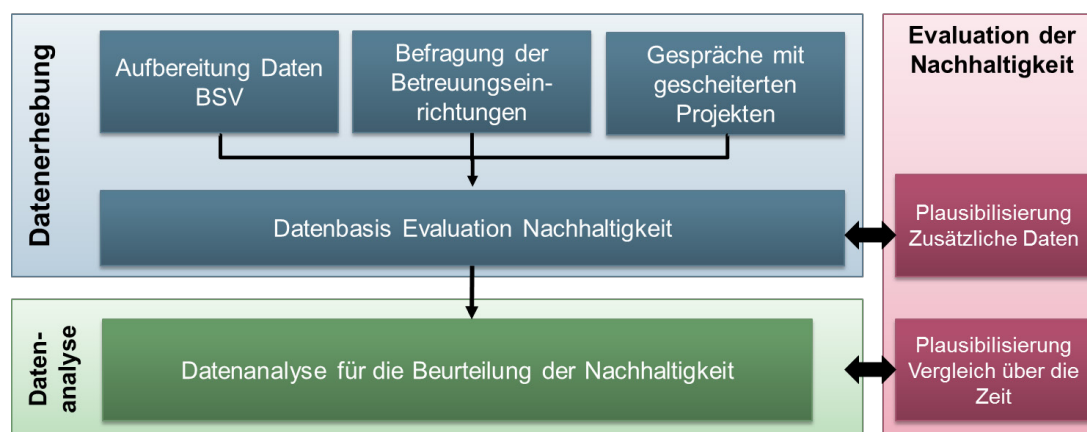 Datenerhebung
Aufbereitung Daten
BSV
Befragung der
Betreuungsein-
richtungen
Gespräche mit
gescheiterten
Projekten
Datenbasis Evaluation Nachhaltigkeit
Daten-
analyse
Datenanalyse für die Beurteilung der Nachhaltigkeit
Evaluation der
Nachhaltigkeit
Plausibilisierung
Zusätzliche Daten
Plausibilisierung
Vergleich über die
Zeit